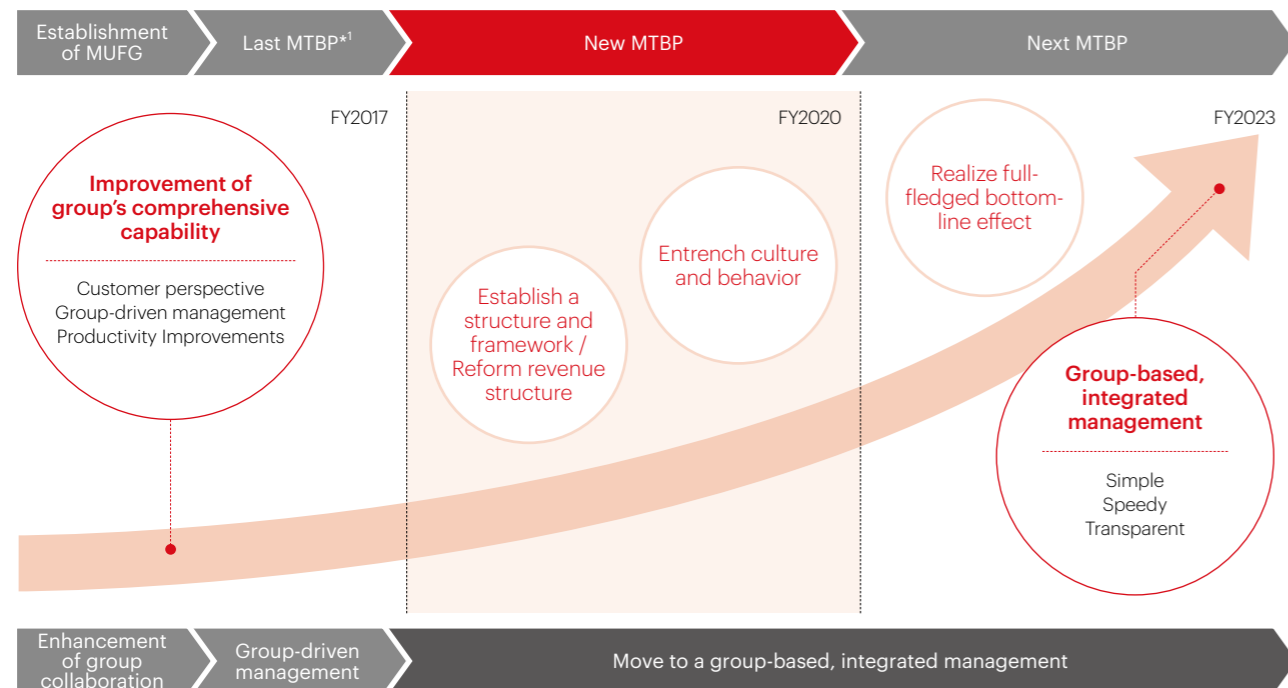 Establishment
of MUFG
Last MTBP*1
New MTBP
Next MTBP
FY2017
FY2020
FY2023
Improvement of
group's comprehensive
capability
Customer perspective
Group-driven management
Productivity Improvements
Establish a
structure and
framework /
Reform revenue
structure
Entrench culture
and behavior
Realize full-
fledged bottom-
line effect
Group-based,
integrated
management
Simple
Speedy
Transparent
Enhancement
of group
collaboration
Group-driven
management
Move to a group-based, integrated management